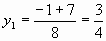 y₁ = (−1+7)/8 = 3/4